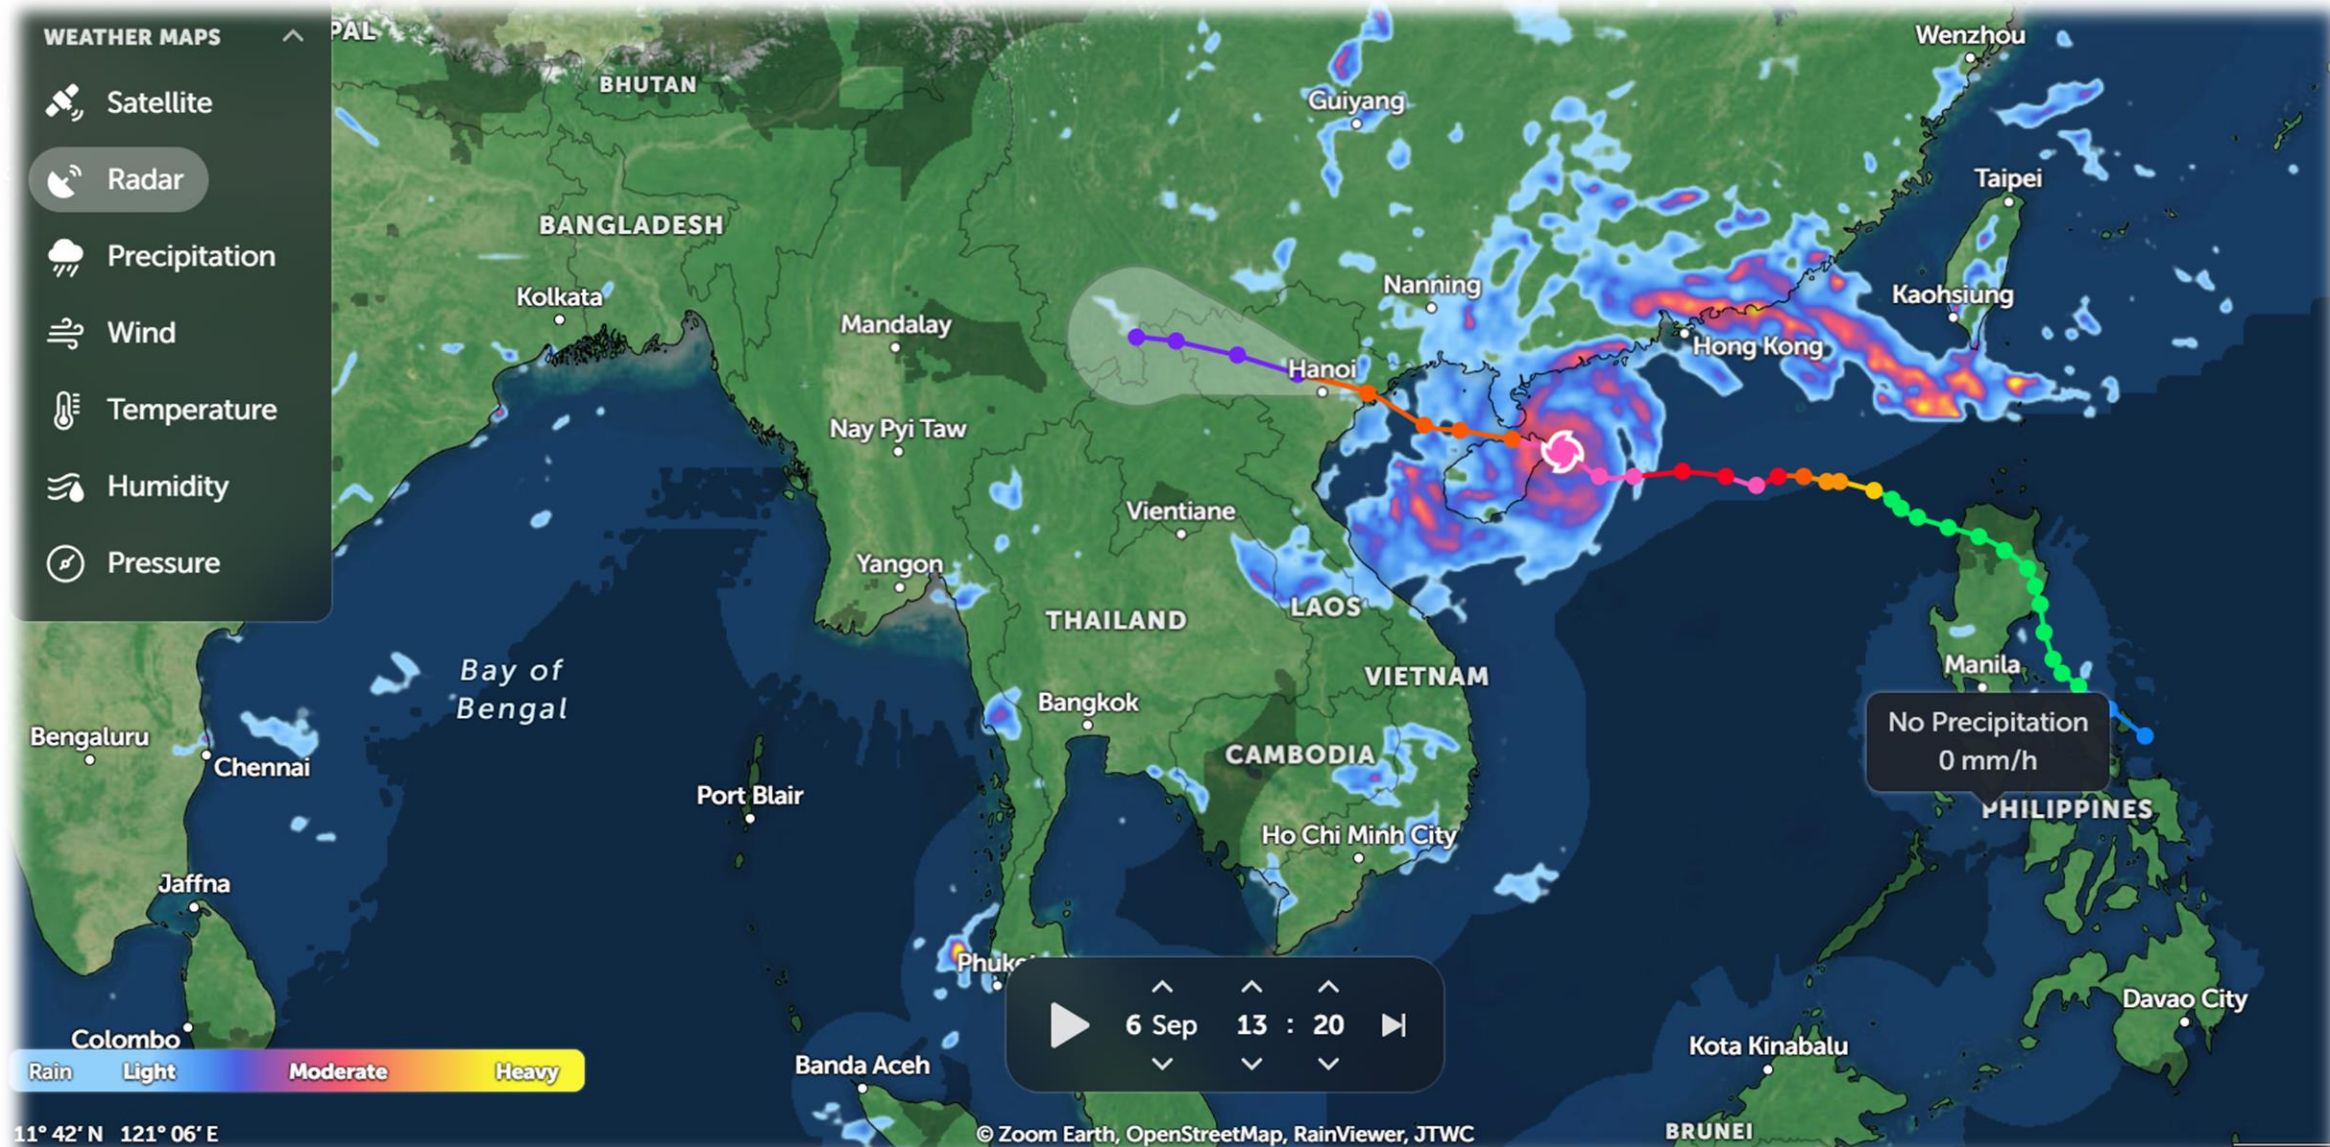 WEATHER MAPS
Satellite
Radar
Precipitation
Wind
Temperature
Humidity
Pressure
PAL
BHUTAN
BANGLADESH
Kolkata
Mandalay
Nay Pyi Taw
Yangon
Guiyang
Wenzhou
Taipei
Kaohsiung
Nanning
Hong Kong
Hanoi
Vientiane
LAOS
THAILAND
VIETNAM
Manila
Bay of
Bengal
Bangkok
CAMBODIA
Ho Chi Minh City
No Precipitation
0 mm/h
PHILIPPINES
Bengaluru
Chennai
Port Blair
Jaffna
Colombo
Phuke
Banda Aceh
Davao City
Kota Kinabalu
BRUNEI
6 Sep 13 : 20
Rain Light Moderate Heavy
11° 42′ N 121° 06′ E
© Zoom Earth, OpenStreetMap, RainViewer, JTWC